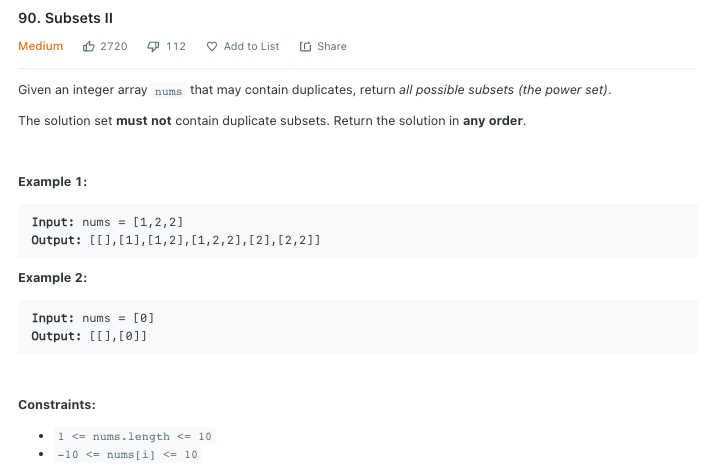 90. Subsets II
Medium 2720 112 Add to List Share
Given an integer array nums that may contain duplicates, return all possible subsets (the power set).
The solution set must not contain duplicate subsets. Return the solution in any order.
Example 1:
Input: nums = [1,2,2]
Output: [[],[1],[1,2],[1,2,2],[2],[2,2]]
Example 2:
Input: nums = [0]
Output: [[],[0]]
Constraints:
• 1 <= nums.length <= 10
• -10 <= nums[i] <= 10